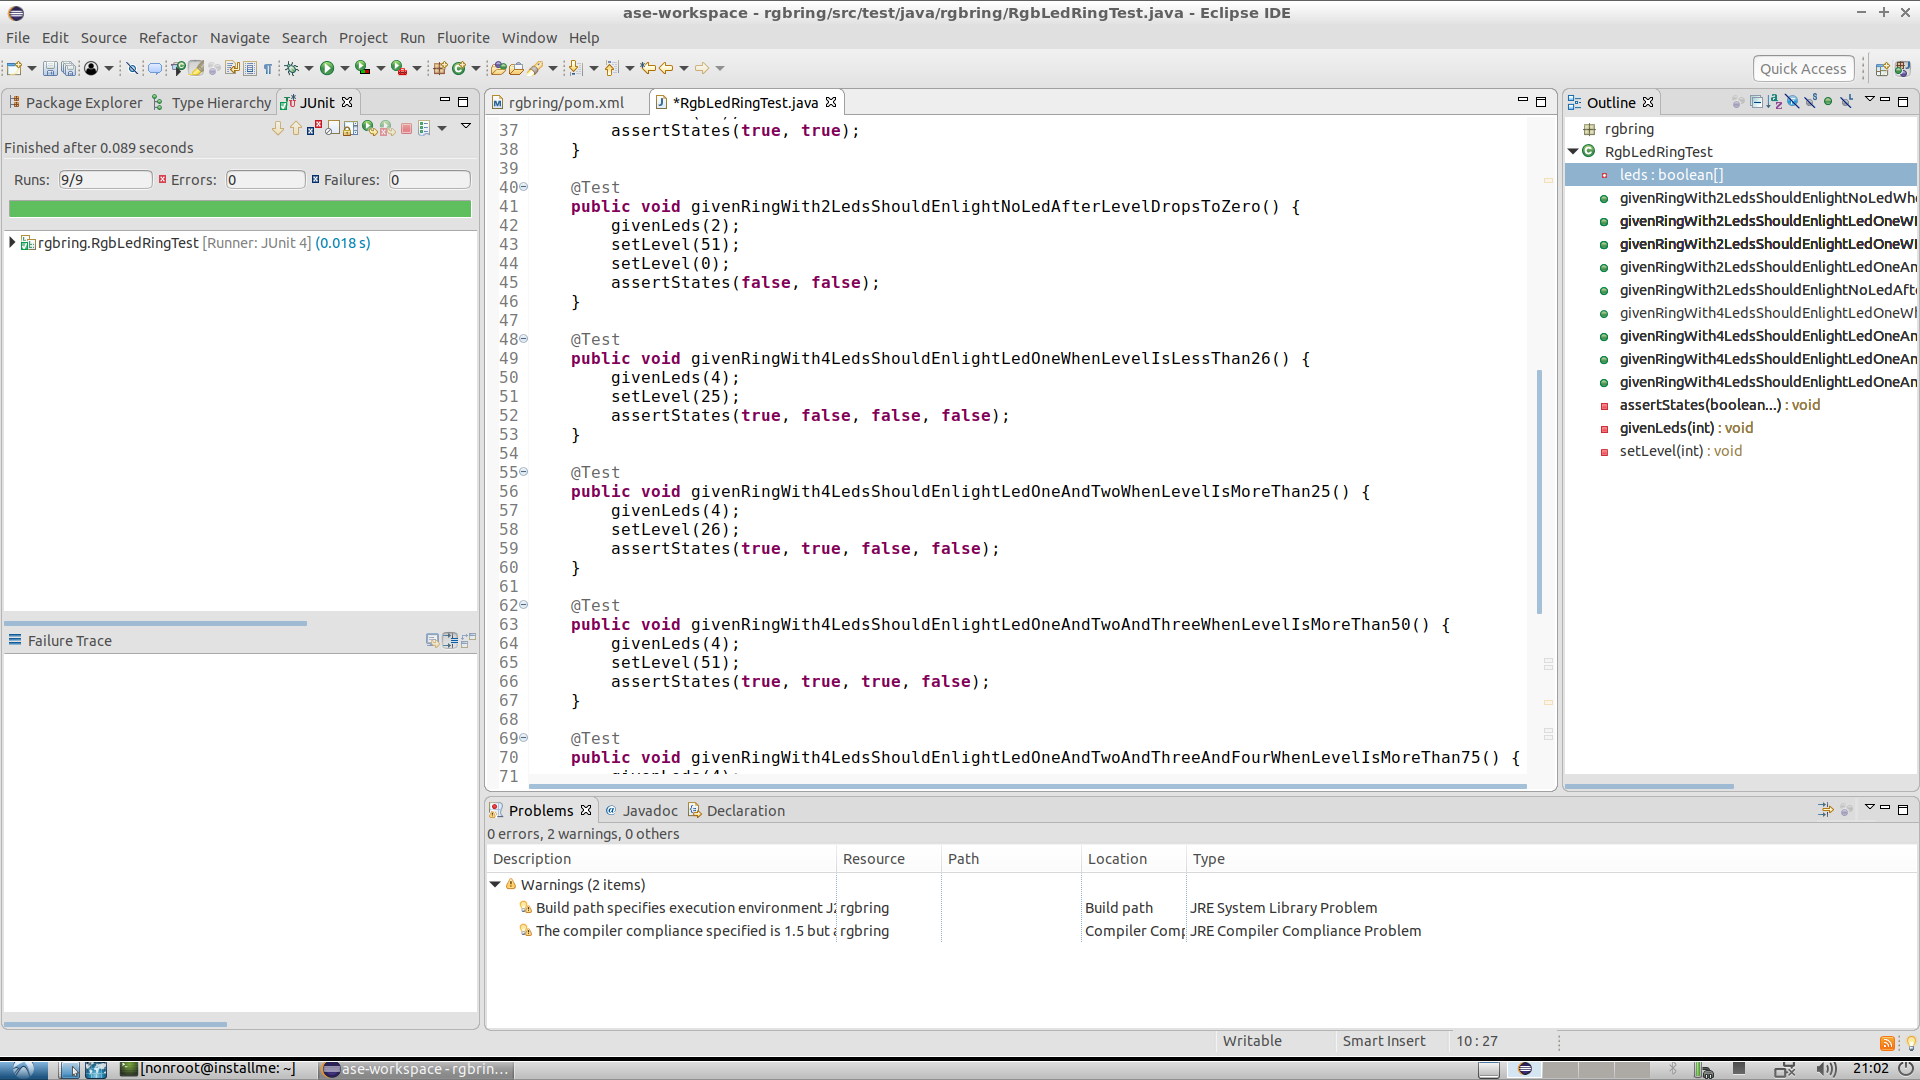 ase-workspace - rgbring/src/test/java/rgbring/RgbLedRingTest.java - Eclipse IDE
File Edit Source Refactor Navigate Search Project Run Fluorite Window Help
Quick Access
Package Explorer Type Hierarchy JUnit
Finished after 0.089 seconds
Runs: 9/9 Errors: 0 Failures: 0
rgbring.RgbLedRingTest [Runner: JUnit 4] (0.018 s)
Failure Trace
rgbring/pom.xml *RgbLedRingTest.java
37 assertStates(true, true);
38 }
39
40 @Test
41 public void givenRingWith2LedsShouldEnlightNoLedAfterLevelDropsToZero() {
42 givenLeds(2);
43 setLevel(51);
44 setLevel(0);
45 assertStates(false, false);
46 }
47
48 @Test
49 public void givenRingWith4LedsShouldEnlightLedOneWhenLevelIsLessThan26() {
50 givenLeds(4);
51 setLevel(25);
52 assertStates(true, false, false, false);
53 }
54
55 @Test
56 public void givenRingWith4LedsShouldEnlightLedOneAndTwoWhenLevelIsMoreThan25() {
57 givenLeds(4);
58 setLevel(26);
59 assertStates(true, true, false, false);
60 }
61
62 @Test
63 public void givenRingWith4LedsShouldEnlightLedOneAndTwoAndThreeWhenLevelIsMoreThan50() {
64 givenLeds(4);
65 setLevel(51);
66 assertStates(true, true, true, false);
67 }
68
69 @Test
70 public void givenRingWith4LedsShouldEnlightLedOneAndTwoAndThreeAndFourWhenLevelIsMoreThan75() {
71
Outline
rgbring
RgbLedRingTest
leds : boolean[]
givenRingWith2LedsShouldEnlightNoLedWhe
givenRingWith2LedsShouldEnlightLedOneWl
givenRingWith2LedsShouldEnlightLedOneWl
givenRingWith2LedsShouldEnlightLedOneAn
givenRingWith2LedsShouldEnlightNoLedAfte
givenRingWith4LedsShouldEnlightLedOneWh
givenRingWith4LedsShouldEnlightLedOneAn
givenRingWith4LedsShouldEnlightLedOneAn
givenRingWith4LedsShouldEnlightLedOneAn
assertStates(boolean...) : void
givenLeds(int) : void
setLevel(int) : void
Problems @ Javadoc Declaration
0 errors, 2 warnings, 0 others
Description Resource Path Location Type
Warnings (2 items)
Build path specifies execution environment J2 rgbring Build path JRE System Library Problem
The compiler compliance specified is 1.5 but a rgbring Compiler Comp JRE Compiler Compliance Problem
Writable Smart Insert 10 : 27
[nonroot@installme: ~] ase-workspace - rgbrin... 21:02